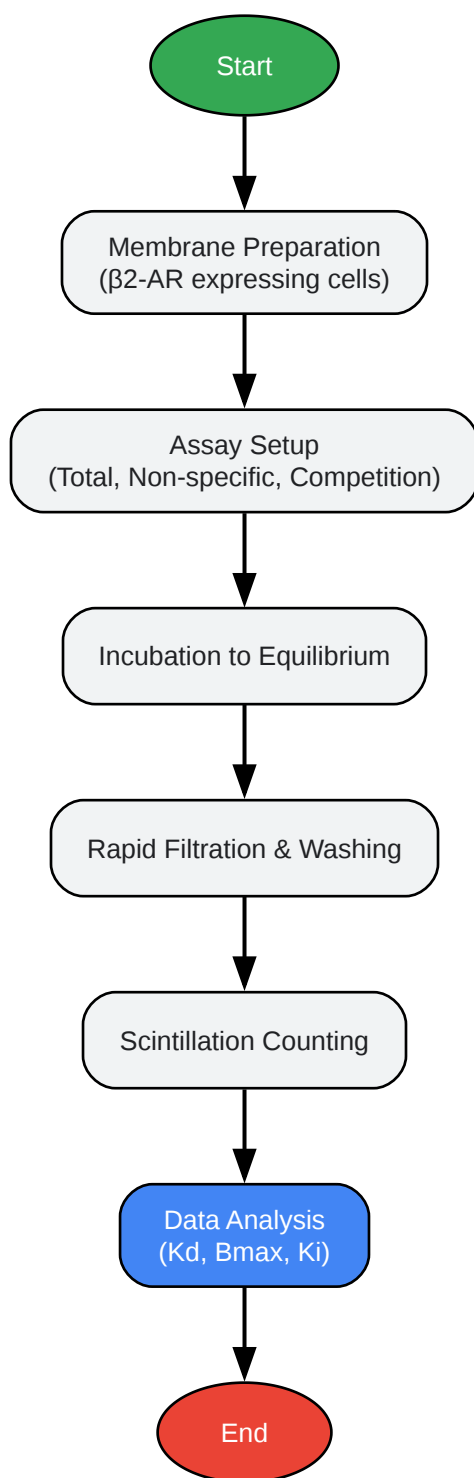 Start
Membrane Preparation
(β2-AR expressing cells)
Assay Setup
(Total, Non-specific, Competition)
Incubation to Equilibrium
Rapid Filtration & Washing
Scintillation Counting
Data Analysis
(Kd, Bmax, Ki)
End